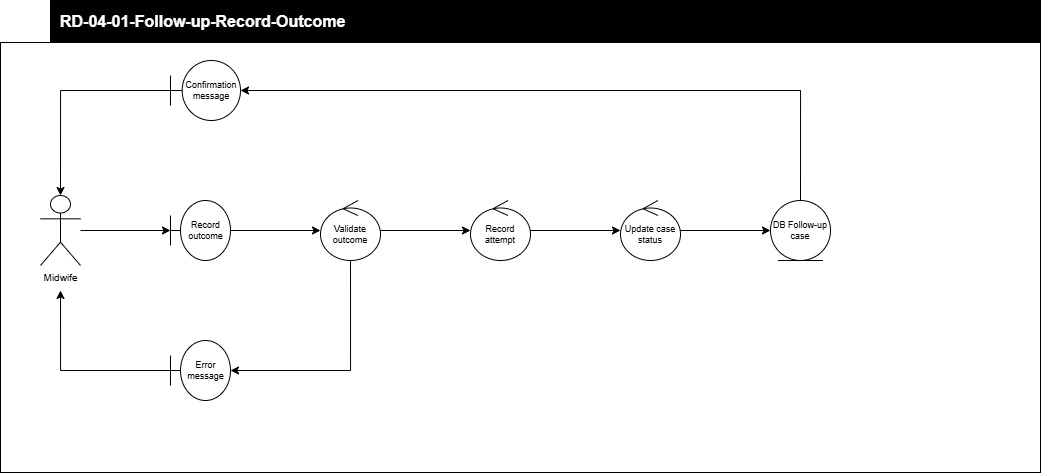 RD-04-01-Follow-up-Record-Outcome
Confirmation
message
Record
outcome
Validate
outcome
Record
attempt
Update case
status
DB Follow-up
case
Midwife
Error
message